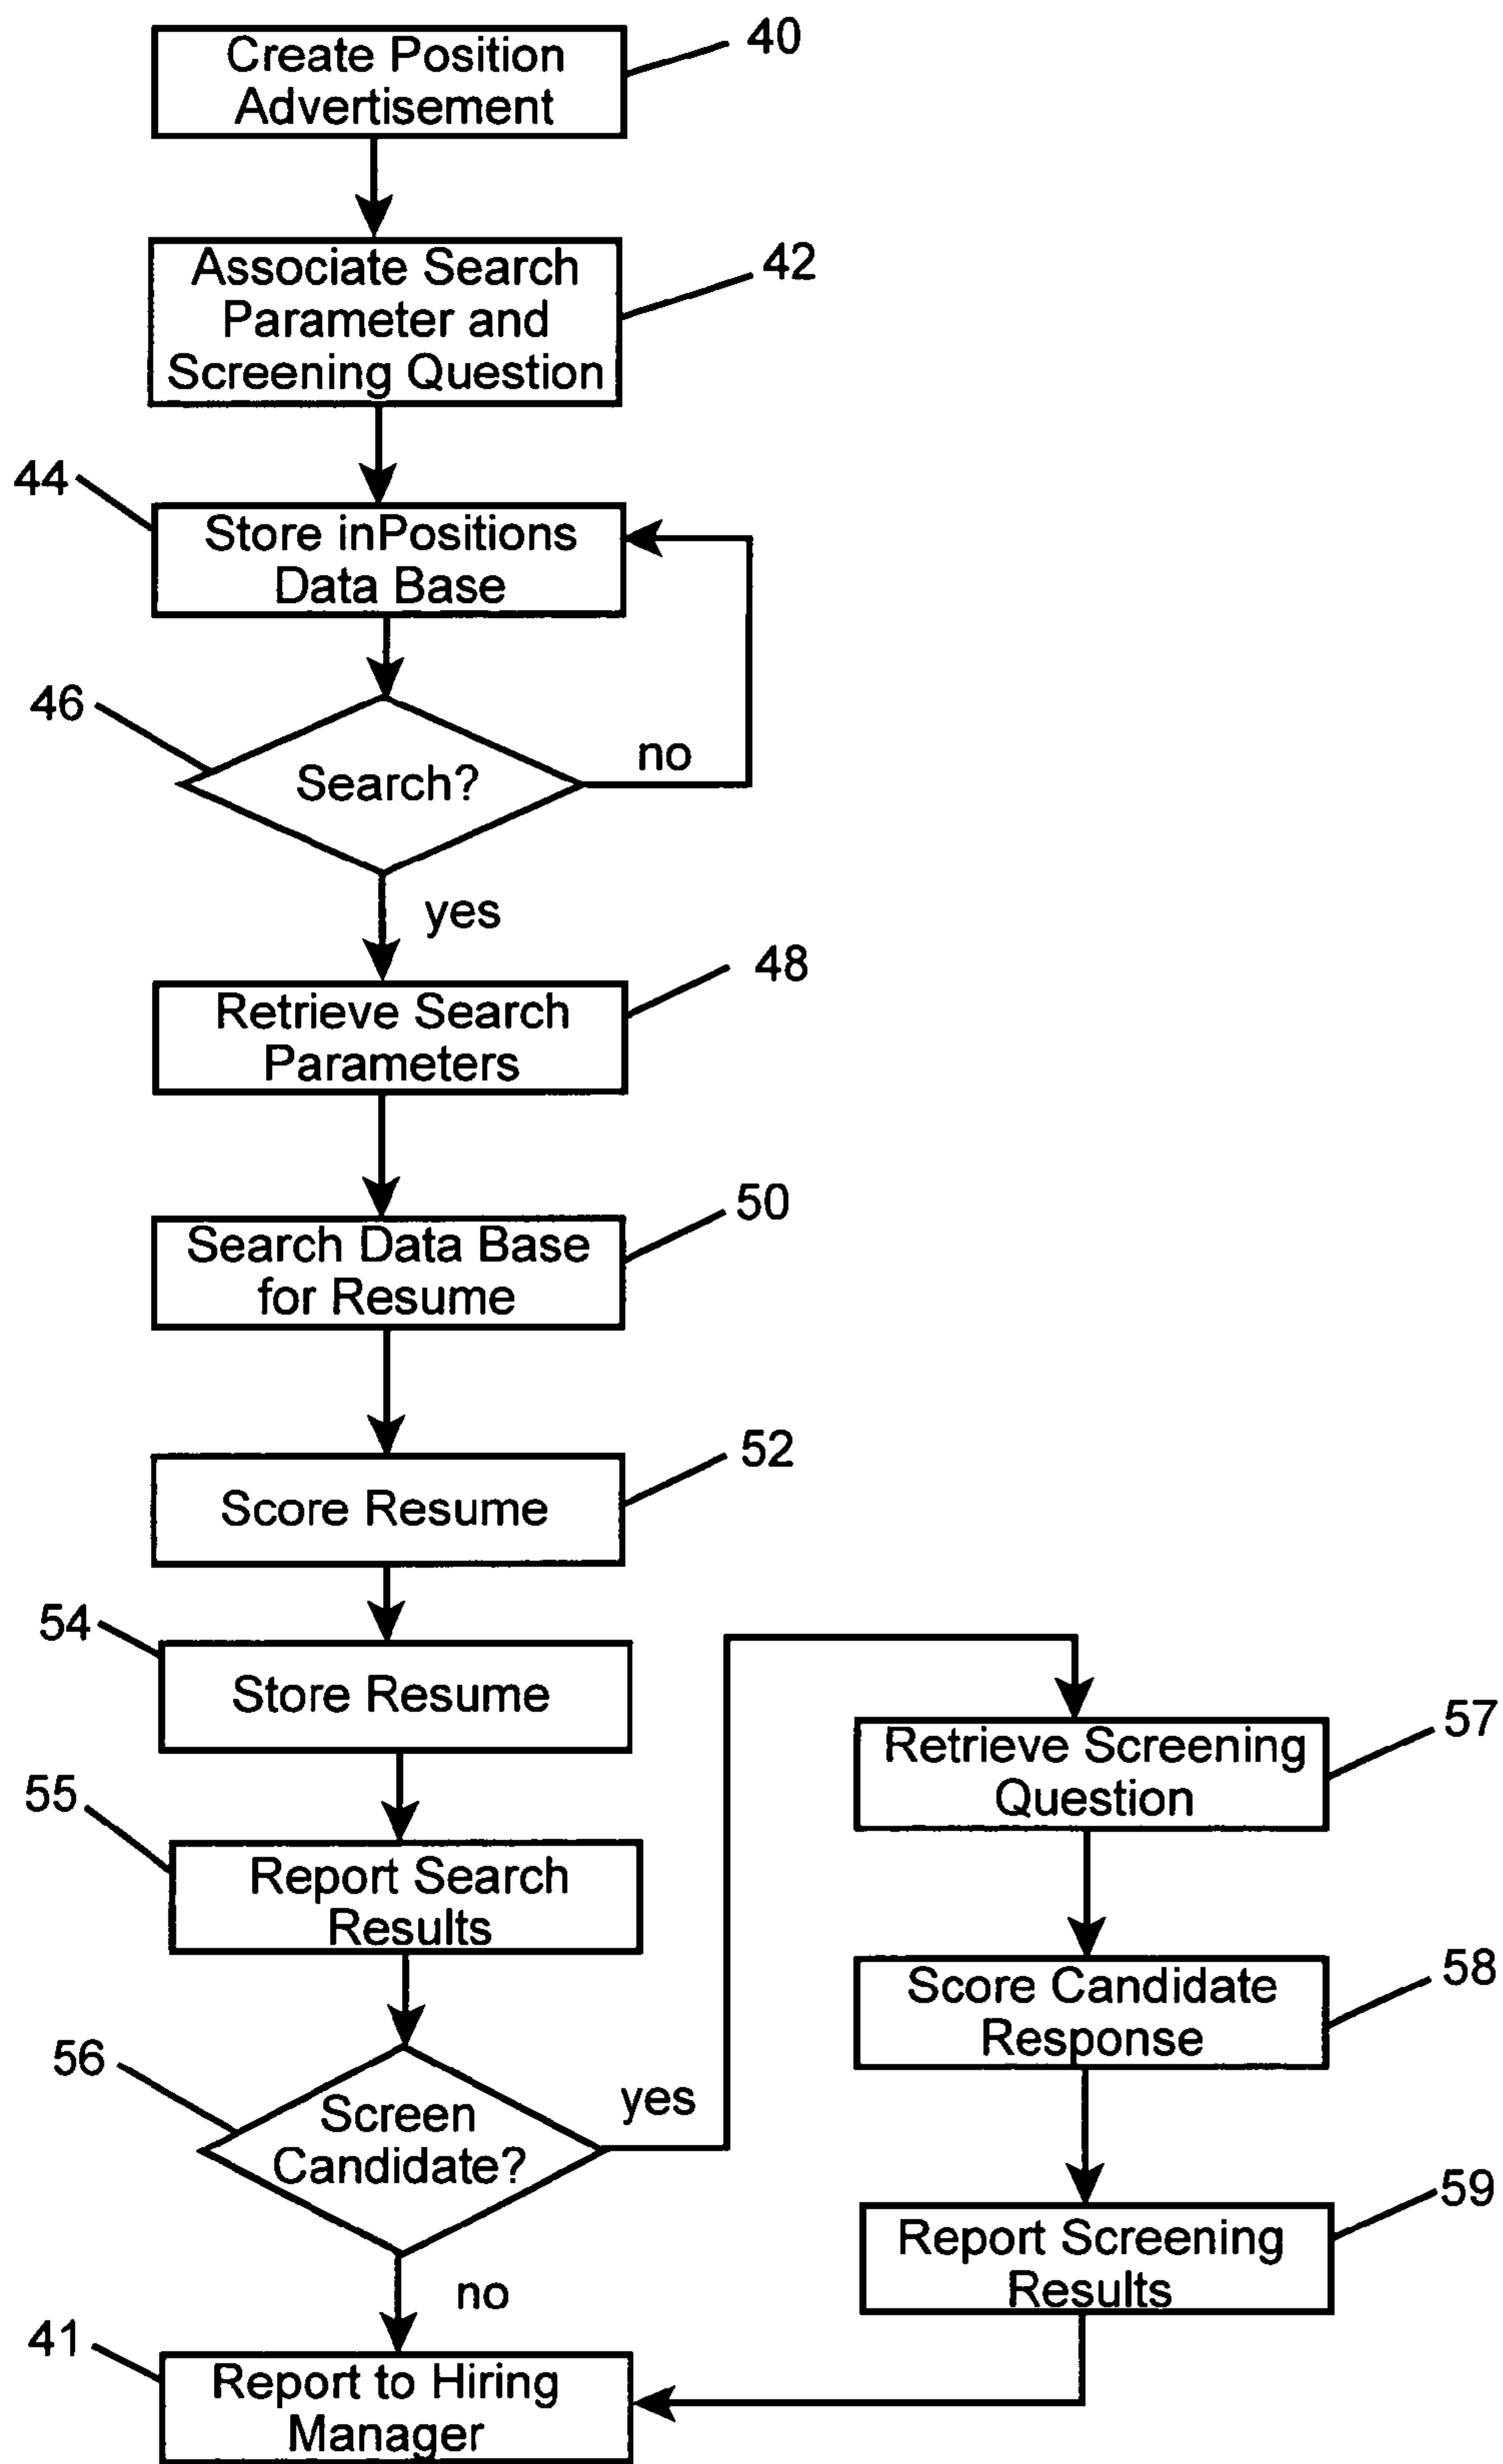 Create Position
Advertisement
40
Associate Search
Parameter and
Screening Question
42
44
Store inPositions
Data Base
46
Search?
no
yes
48
Retrieve Search
Parameters
50
Search Data Base
for Resume
52
Score Resume
54
Store Resume
55
Report Search
Results
56
Screen
Candidate?
yes
no
57
Retrieve Screening
Question
58
Score Candidate
Response
59
Report Screening
Results
41
Report to Hiring
Manager